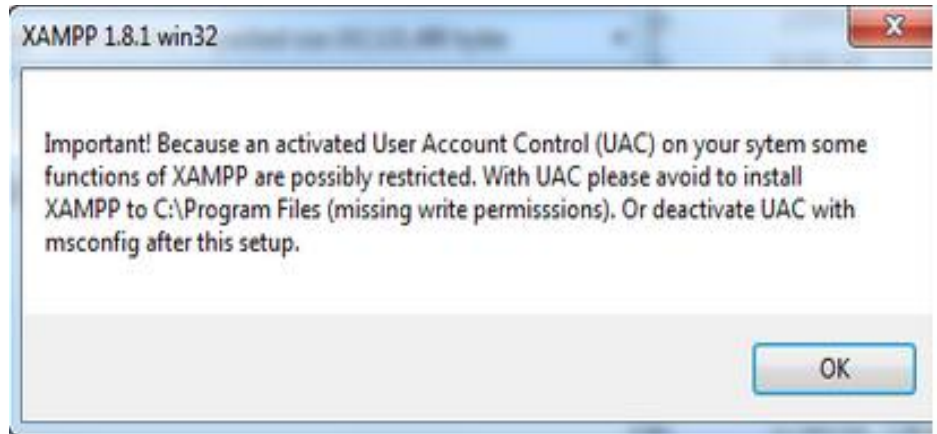 XAMPP 1.8.1 win32
Important! Because an activated User Account Control (UAC) on your sytem some
functions of XAMPP are possibly restricted. With UAC please avoid to install
XAMPP to C:\Program Files (missing write permisssions). Or deactivate UAC with
msconfig after this setup.
OK